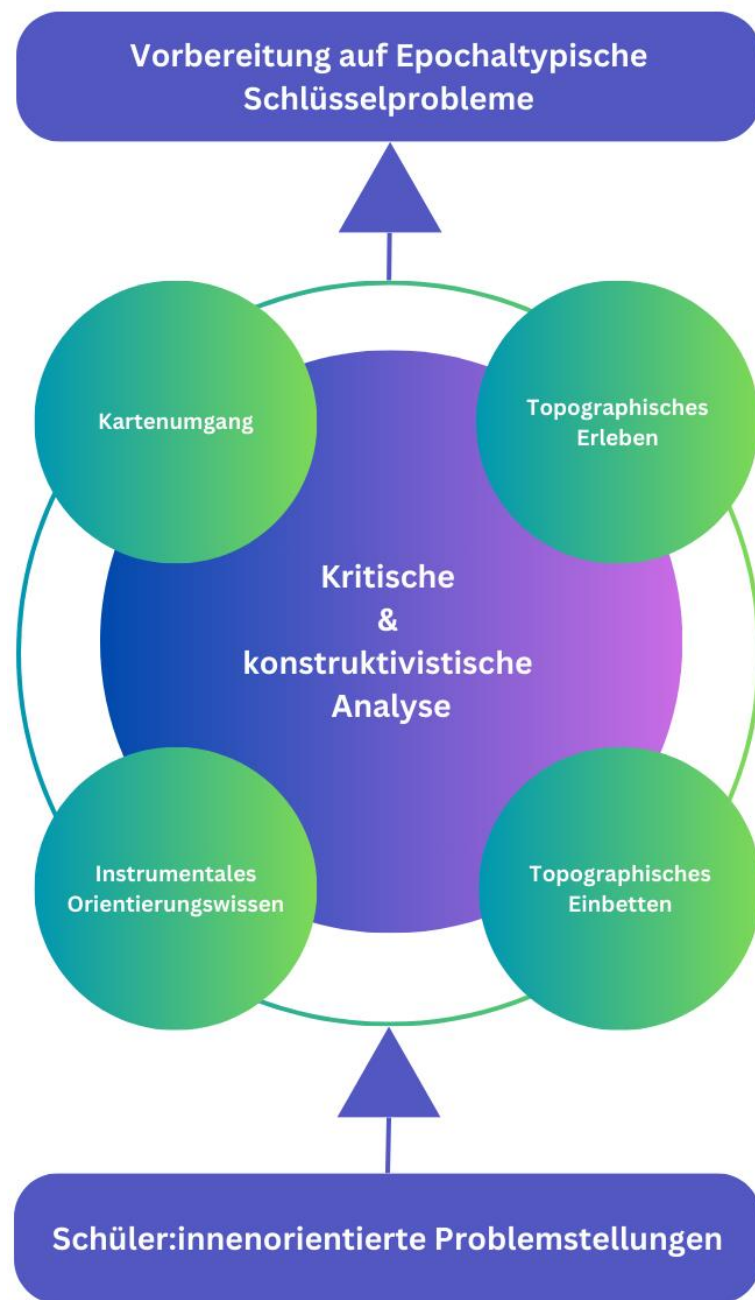 Vorbereitung auf Epochaltypische
Schlüsselprobleme
Kartenumgang
Topographisches
Erleben
Kritische
&
konstruktivistische
Analyse
Instrumentales
Orientierungswissen
Topographisches
Einbetten
Schüler:innenorientierte Problemstellungen